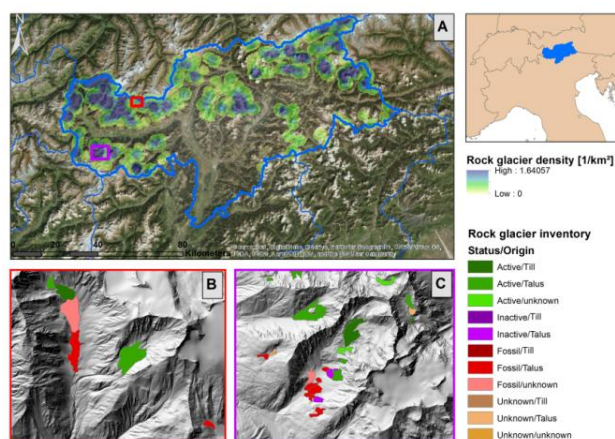 A
Rock glacier density [1/km²]
High : 1.64057
Low : 0
0
20
40
80
Kilometer
Rock glacier inventory
Status/Origin
Active/Till
Active/Talus
Active/unknown
Inactive/Till
Inactive/Talus
Fossil/Till
Fossil/Talus
Fossil/unknown
Unknown/Till
Unknown/Talus
Unknown/unknown
B
C